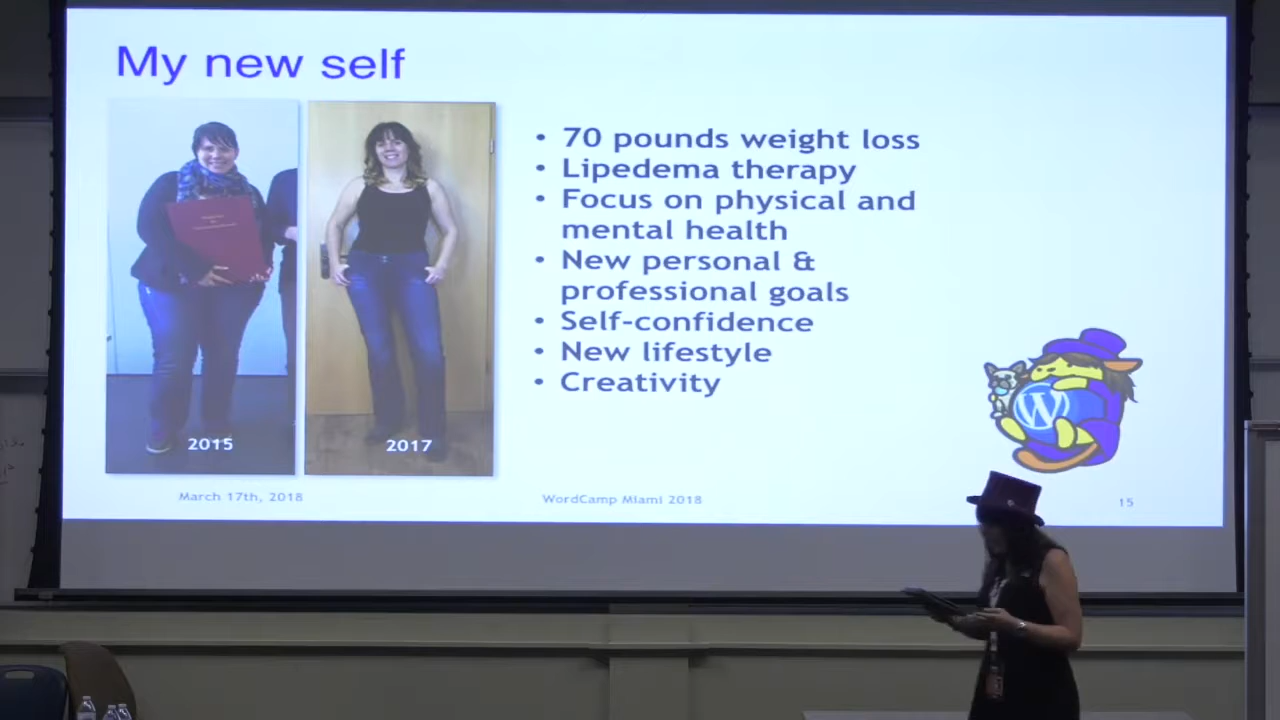 My new self
• 70 pounds weight loss
• Lipedema therapy
• Focus on physical and
mental health
• New personal &
professional goals
• Self-confidence
• New lifestyle
• Creativity
2015
2017
W
March 17th, 2018
WordCamp Miami 2018
15